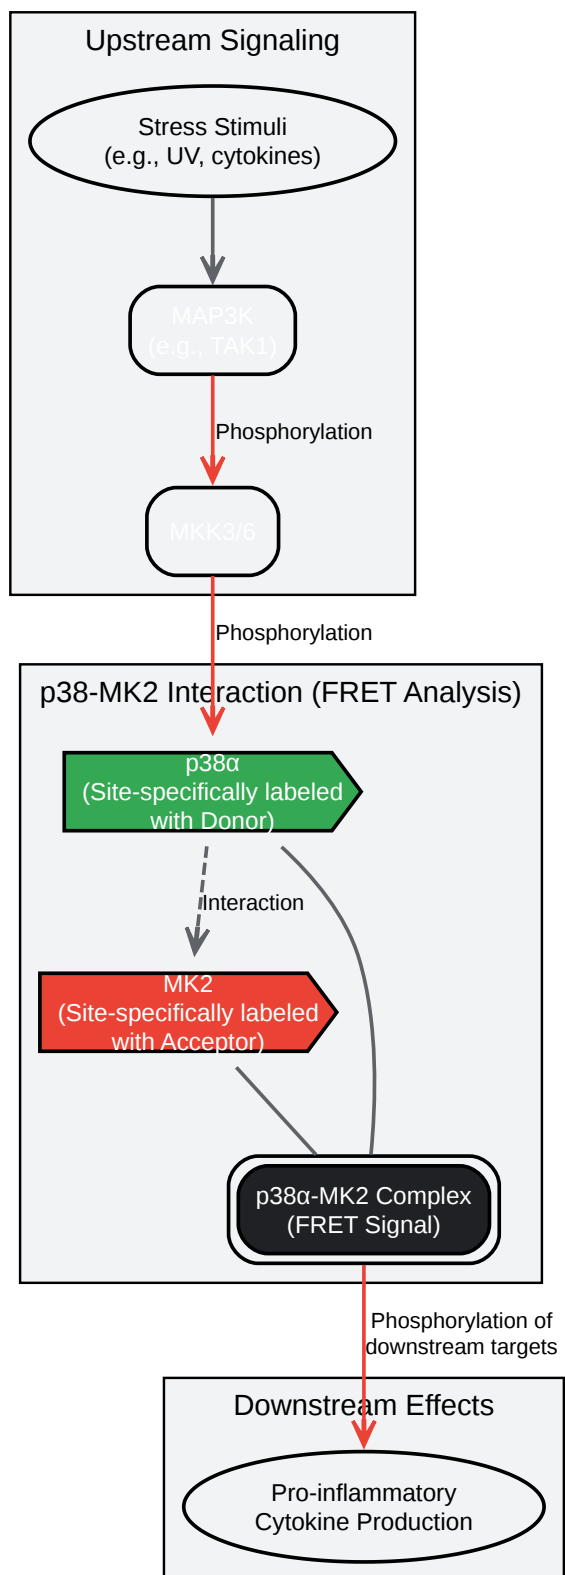 Upstream Signaling
Stress Stimuli
(e.g., UV, cytokines)
MAP3K
(e.g., TAK1)
Phosphorylation
MKK3/6
Phosphorylation
p38-MK2 Interaction (FRET Analysis)
p38α
(Site-specifically labeled
with Donor)
Interaction
MK2
(Site-specifically labeled
with Acceptor)
p38α-MK2 Complex
(FRET Signal)
Phosphorylation of
downstream targets
Downstream Effects
Pro-inflammatory
Cytokine Production